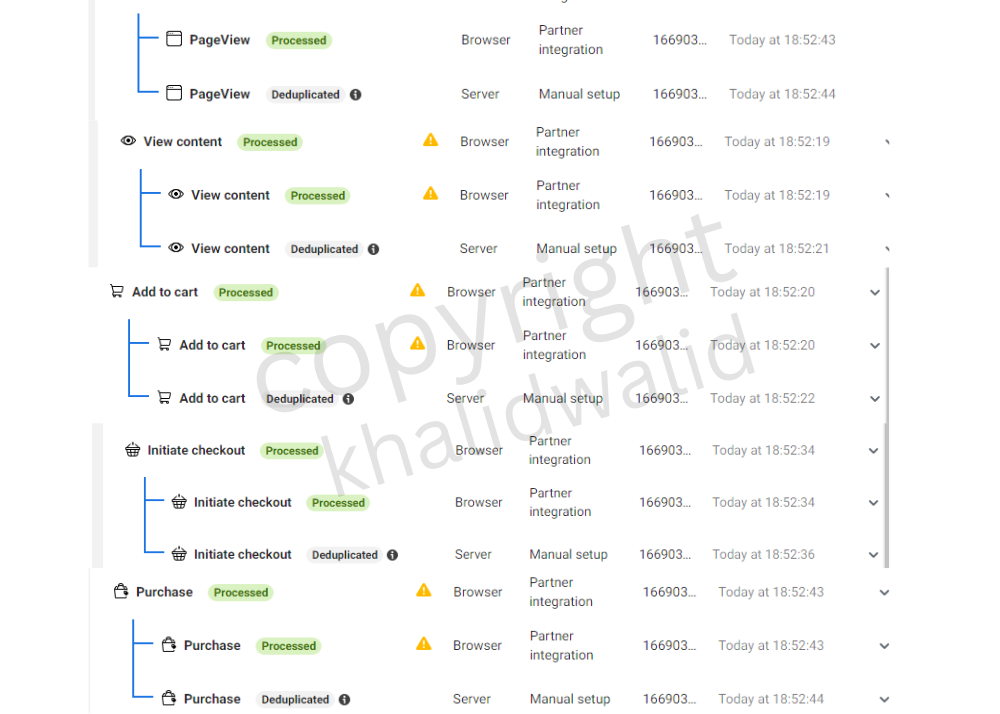 PageView Processed Browser Partner integration 166903... Today at 18:52:43
PageView Deduplicated Server Manual setup 166903... Today at 18:52:44
View content Processed Browser Partner integration 166903... Today at 18:52:19
View content Processed Browser Partner integration 166903... Today at 18:52:19
View content Deduplicated Server Manual setup 166903... Today at 18:52:21
Add to cart Processed Browser Partner integration 166903... Today at 18:52:20
Add to cart Processed Browser Partner integration 166903... Today at 18:52:20
Add to cart Deduplicated Server Manual setup 166903... Today at 18:52:22
Initiate checkout Processed Browser Partner integration 166903... Today at 18:52:34
Initiate checkout Processed Browser Partner integration 166903... Today at 18:52:34
Initiate checkout Deduplicated Server Manual setup 166903... Today at 18:52:36
Purchase Processed Browser Partner integration 166903... Today at 18:52:43
Purchase Processed Browser Partner integration 166903... Today at 18:52:43
Purchase Deduplicated Server Manual setup 166903... Today at 18:52:44
copyright
khalidwalid